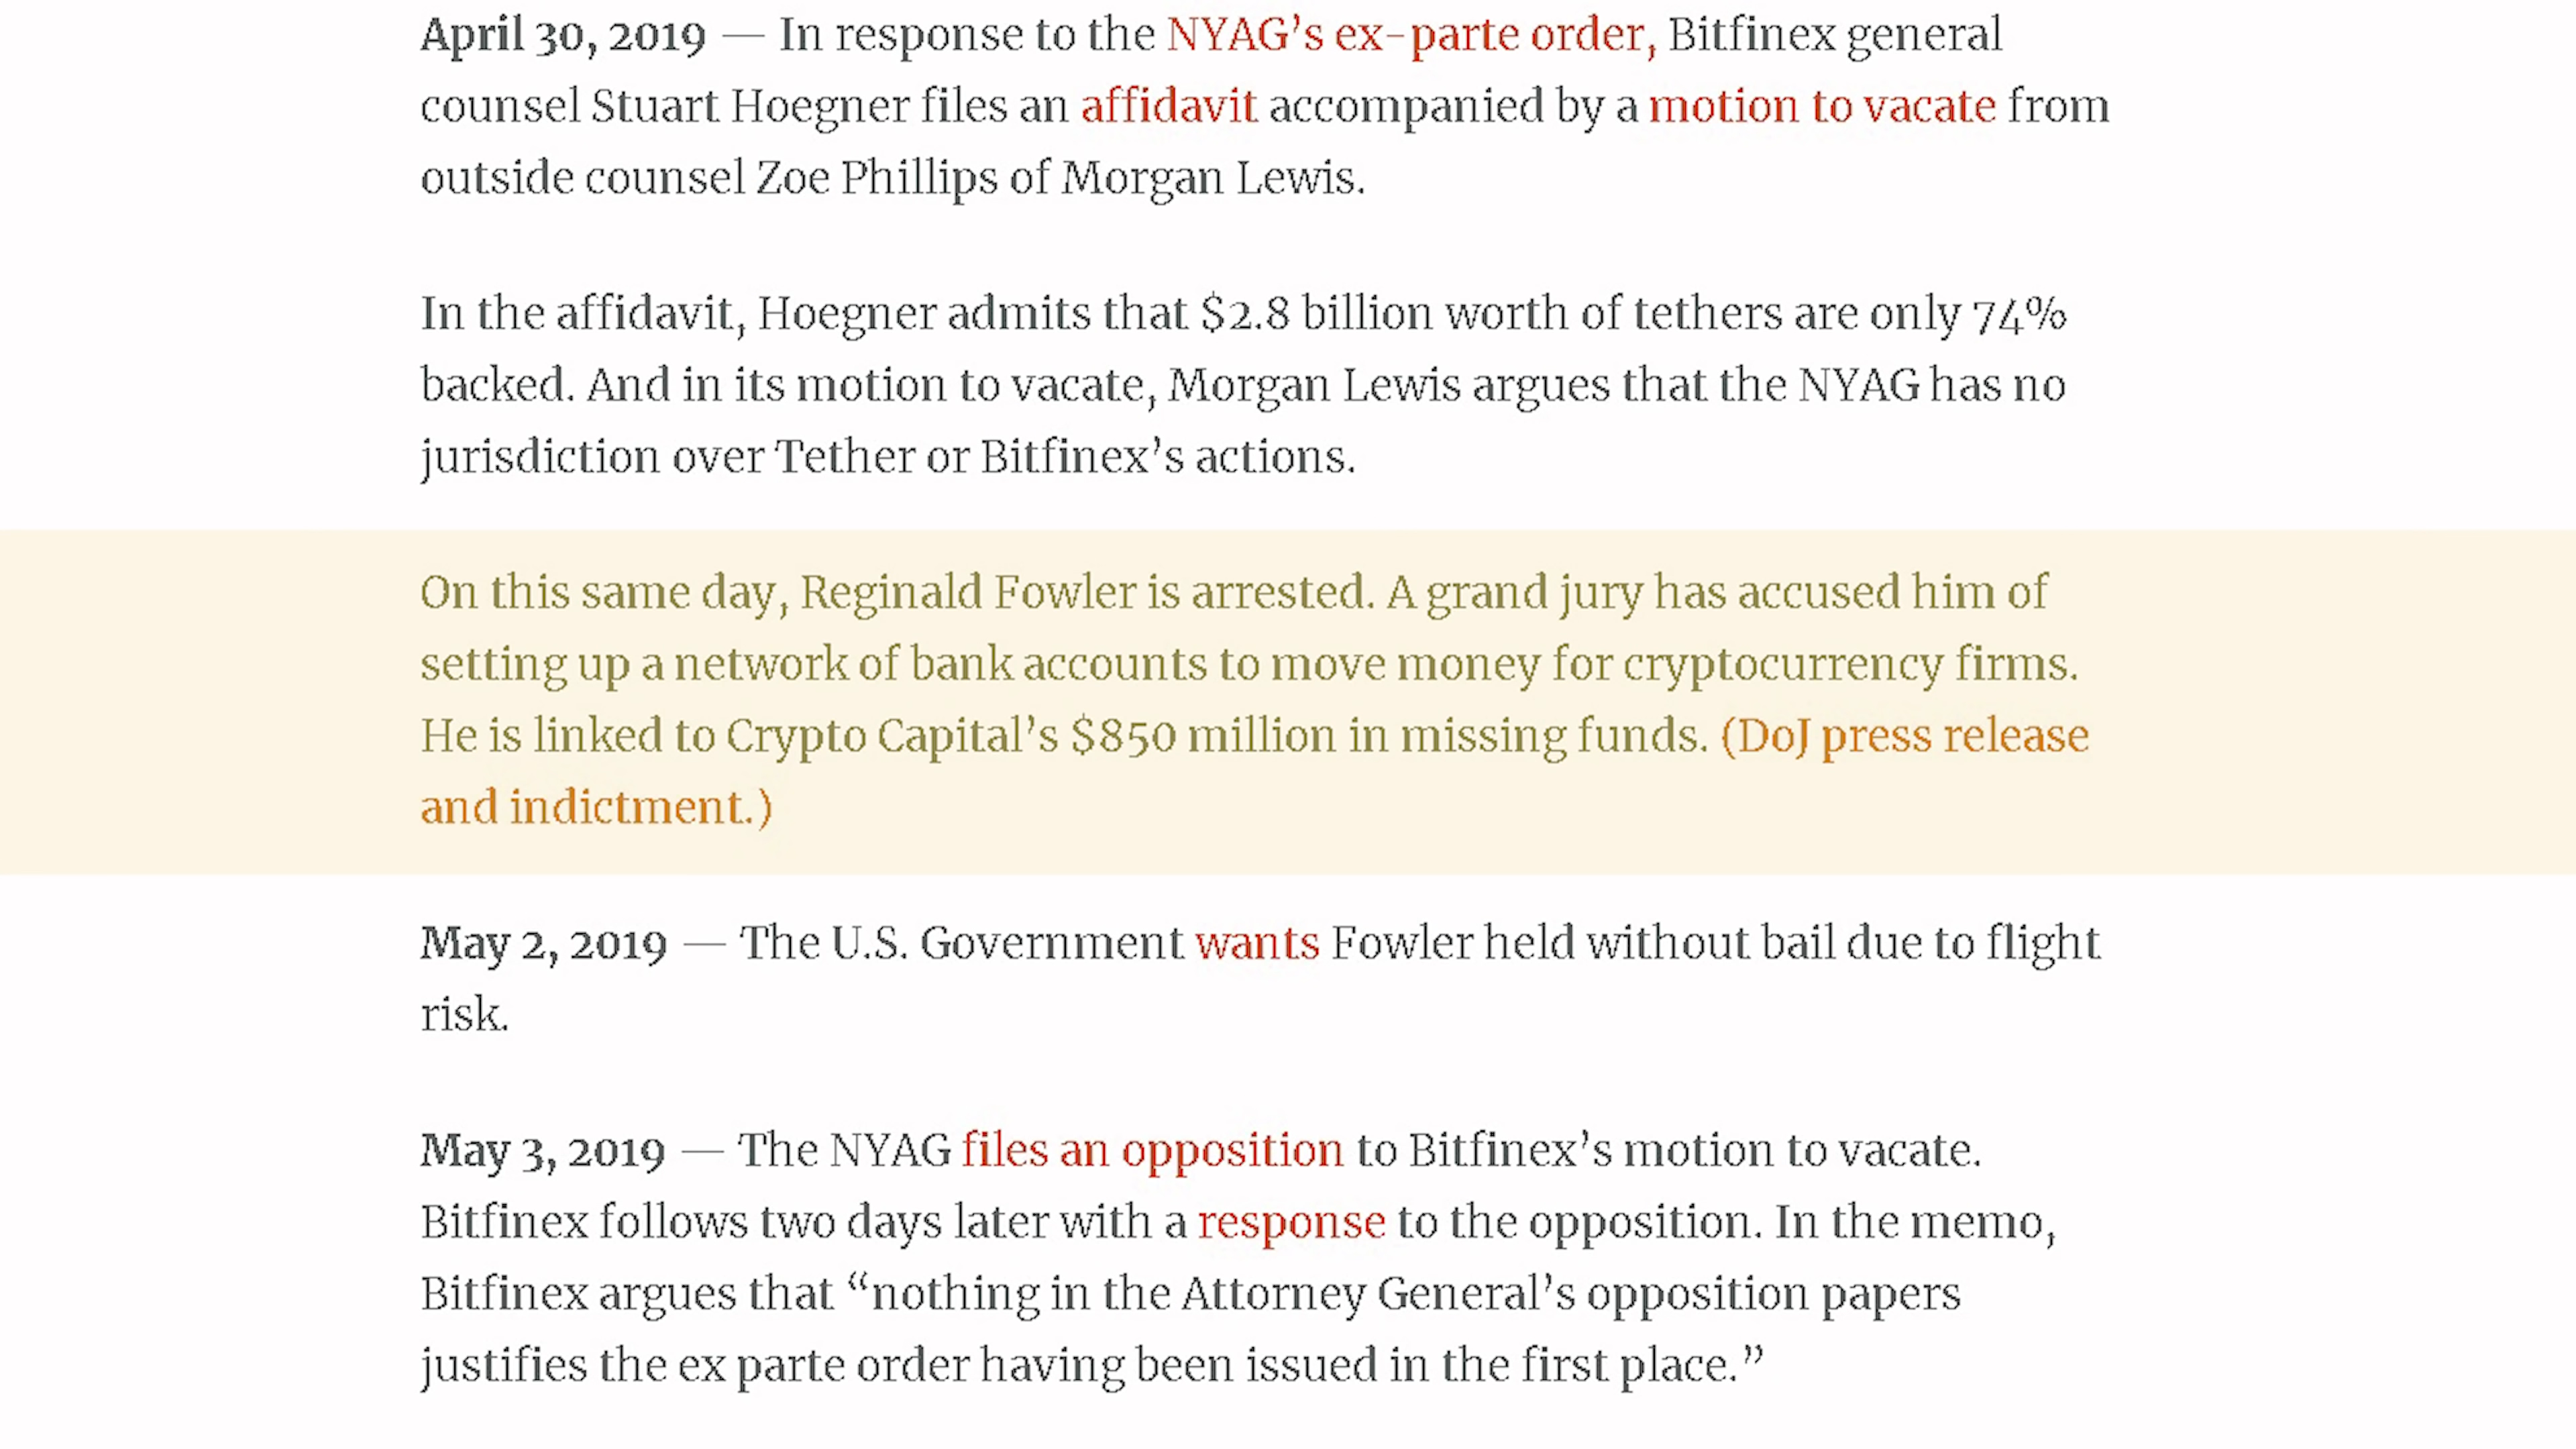 April 30, 2019 — In response to the NYAG’s ex-parte order, Bitfinex general
counsel Stuart Hoegner files an affidavit accompanied by a motion to vacate from
outside counsel Zoe Phillips of Morgan Lewis.
In the affidavit, Hoegner admits that $2.8 billion worth of tethers are only 74%
backed. And in its motion to vacate, Morgan Lewis argues that the NYAG has no
jurisdiction over Tether or Bitfinex’s actions.
On this same day, Reginald Fowler is arrested. A grand jury has accused him of
setting up a network of bank accounts to move money for cryptocurrency firms.
He is linked to Crypto Capital’s $850 million in missing funds. (DoJ press release
and indictment.)
May 2, 2019 — The U.S. Government wants Fowler held without bail due to flight
risk.
May 3, 2019 — The NYAG files an opposition to Bitfinex’s motion to vacate.
Bitfinex follows two days later with a response to the opposition. In the memo,
Bitfinex argues that “nothing in the Attorney General’s opposition papers
justifies the ex parte order having been issued in the first place.”